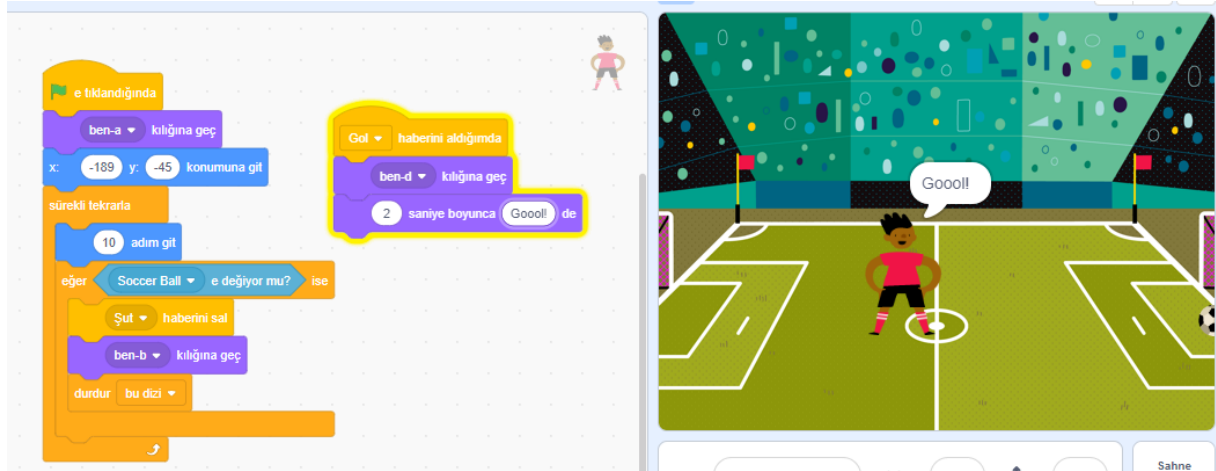 e tıklandığında
ben-a kılığına geç
x: -189 y: -45 konumuna git
sürekli tekrarla
10 adım git
eğer Soccer Ball e değiyor mu? ise
Şut haberini sal
ben-b kılığına geç
durdur bu dizi
Gol haberini aldığımda
ben-d kılığına geç
2 saniye boyunca Goool! de
Goool!
Sahne